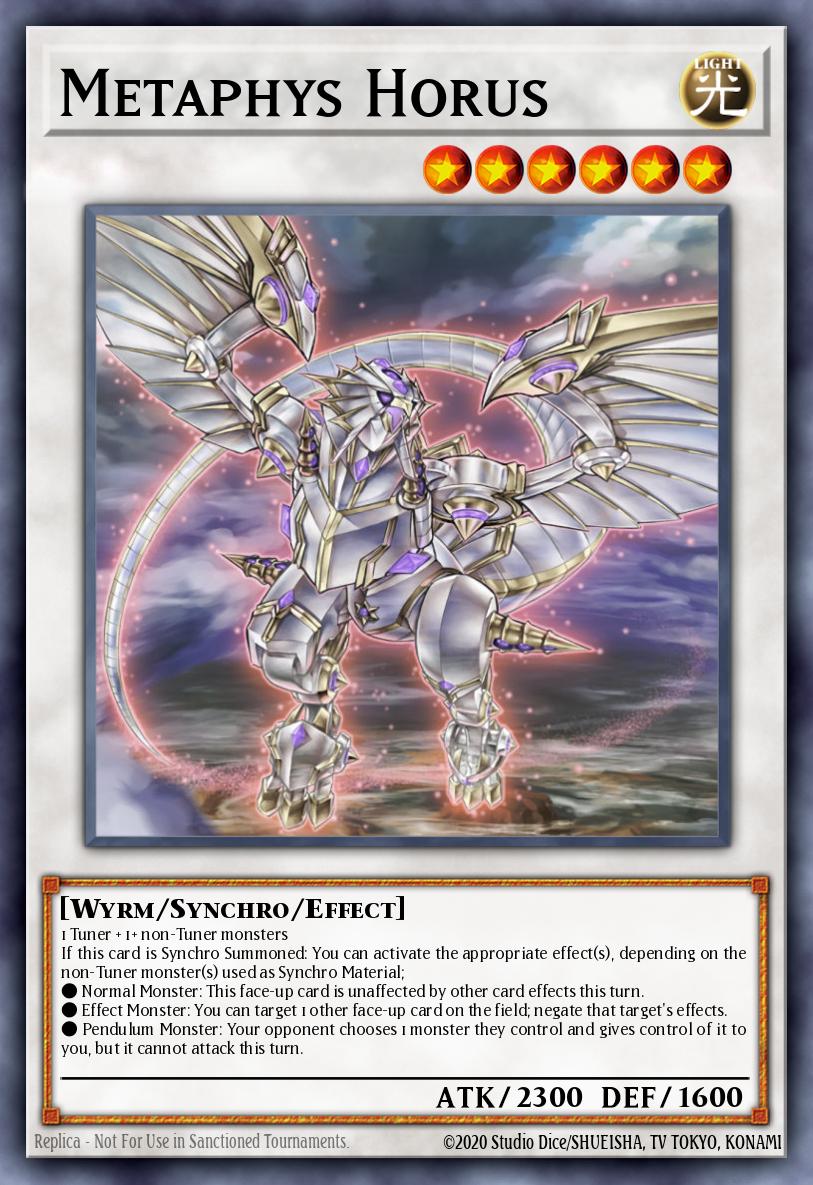 Metaphys Horus
LIGHT
光
[Wyrm/Synchro/Effect]
1 Tuner + 1+ non-Tuner monsters
If this card is Synchro Summoned: You can activate the appropriate effect(s), depending on the
non-Tuner monster(s) used as Synchro Material;
● Normal Monster: This face-up card is unaffected by other card effects this turn.
● Effect Monster: You can target 1 other face-up card on the field; negate that target's effects.
● Pendulum Monster: Your opponent chooses 1 monster they control and gives control of it to
you, but it cannot attack this turn.
ATK/2300 DEF/1600
Replica - Not For Use in Sanctioned Tournaments.
©2020 Studio Dice/SHUEISHA, TV TOKYO, KONAMI